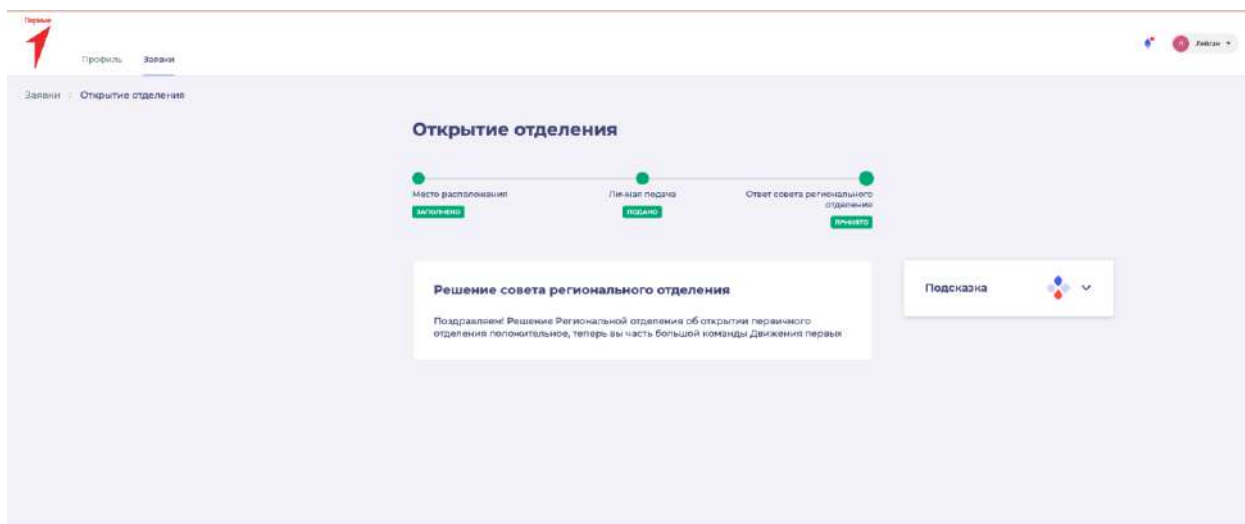 Первые
Профиль Заявки
Лейсан
Заявки Открытие отделения
Открытие отделения
Место расположения Личная подача Ответ совета регионального
отделения
ЗАПОЛНЕНО ПОДАНО
ПРИНЯТО
Решение совета регионального отделения
Подсказка
Поздравляем! Решение Региональной отделения об открытии первичного
отделения положительное, теперь вы часть большой команды Движения первых